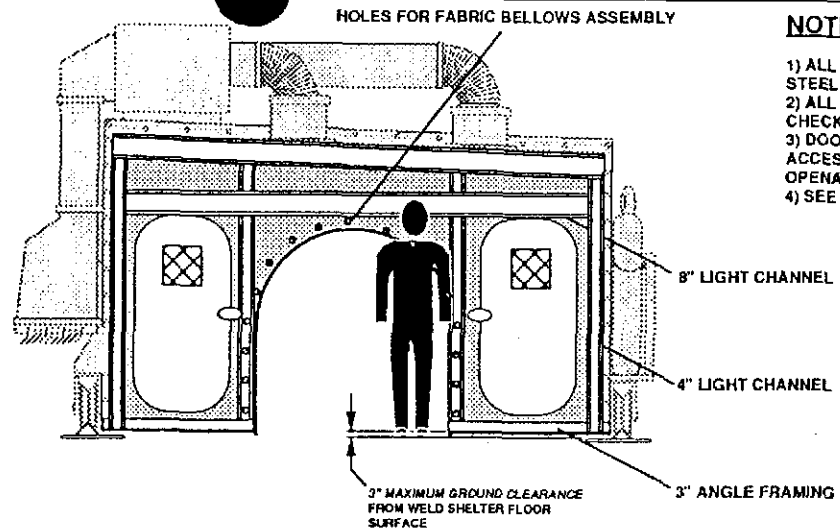 HOLES FOR FABRIC BELLOWS ASSEMBLY
1) ALL
STEEL
2) ALL
CHECK
3) DOO
ACCES
OPENA
4) SEE
8" LIGHT CHANNEL
4" LIGHT CHANNEL
3" ANGLE FRAMING
3" MAXIMUM GROUND CLEARANCE
FROM WELD SHELTER FLOOR
SURFACE